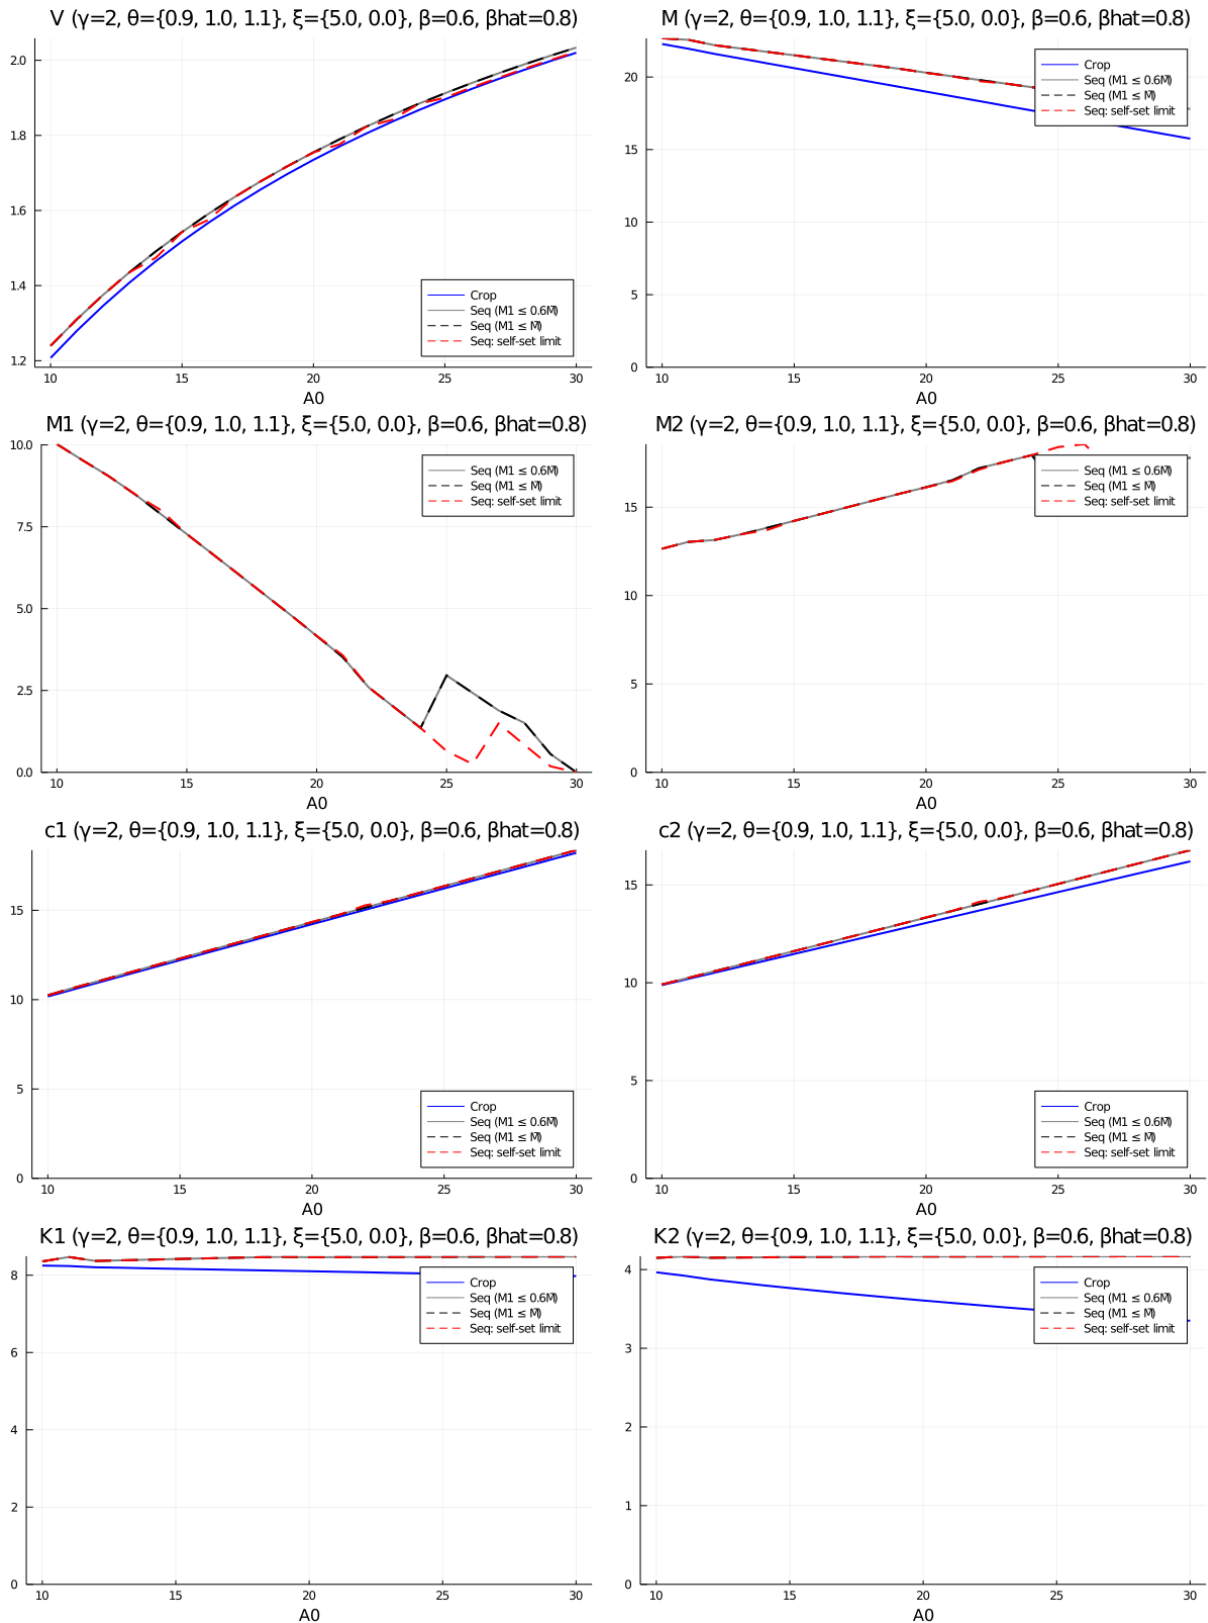 V (γ=2, θ={0.9, 1.0, 1.1}, ξ={5.0, 0.0}, β=0.6, βhat=0.8)
2.0
1.8
1.6
1.4
1.2
10 15 20 25 30
A0
Crop
Seq (M1 ≤ 0.6M̄)
Seq (M1 ≤ M̄)
Seq: self-set limit
M (γ=2, θ={0.9, 1.0, 1.1}, ξ={5.0, 0.0}, β=0.6, βhat=0.8)
20
15
10
5
0
10 15 20 25 30
A0
Crop
Seq (M1 ≤ 0.6M̄)
Seq (M1 ≤ M̄)
Seq: self-set limit
M1 (γ=2, θ={0.9, 1.0, 1.1}, ξ={5.0, 0.0}, β=0.6, βhat=0.8)
10.0
7.5
5.0
2.5
0.0
10 15 20 25 30
A0
Seq (M1 ≤ 0.6M̄)
Seq (M1 ≤ M̄)
Seq: self-set limit
M2 (γ=2, θ={0.9, 1.0, 1.1}, ξ={5.0, 0.0}, β=0.6, βhat=0.8)
15
10
5
0
10 15 20 25 30
A0
Seq (M1 ≤ 0.6M̄)
Seq (M1 ≤ M̄)
Seq: self-set limit
c1 (γ=2, θ={0.9, 1.0, 1.1}, ξ={5.0, 0.0}, β=0.6, βhat=0.8)
15
10
5
0
10 15 20 25 30
A0
Crop
Seq (M1 ≤ 0.6M̄)
Seq (M1 ≤ M̄)
Seq: self-set limit
c2 (γ=2, θ={0.9, 1.0, 1.1}, ξ={5.0, 0.0}, β=0.6, βhat=0.8)
15
10
5
0
10 15 20 25 30
A0
Crop
Seq (M1 ≤ 0.6M̄)
Seq (M1 ≤ M̄)
Seq: self-set limit
K1 (γ=2, θ={0.9, 1.0, 1.1}, ξ={5.0, 0.0}, β=0.6, βhat=0.8)
8
6
4
2
0
10 15 20 25 30
A0
Crop
Seq (M1 ≤ 0.6M̄)
Seq (M1 ≤ M̄)
Seq: self-set limit
K2 (γ=2, θ={0.9, 1.0, 1.1}, ξ={5.0, 0.0}, β=0.6, βhat=0.8)
4
3
2
1
0
10 15 20 25 30
A0
Crop
Seq (M1 ≤ 0.6M̄)
Seq (M1 ≤ M̄)
Seq: self-set limit